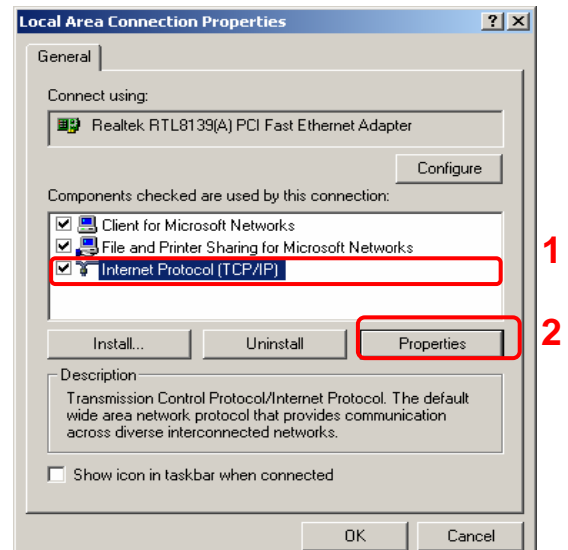 Local Area Connection Properties
General
Connect using:
Realtek RTL8139(A) PCI Fast Ethernet Adapter
Configure
Components checked are used by this connection:
Client for Microsoft Networks
File and Printer Sharing for Microsoft Networks
Internet Protocol (TCP/IP)
1
Install... Uninstall Properties
2
Description
Transmission Control Protocol/Internet Protocol. The default
wide area network protocol that provides communication
across diverse interconnected networks.
Show icon in taskbar when connected
OK Cancel